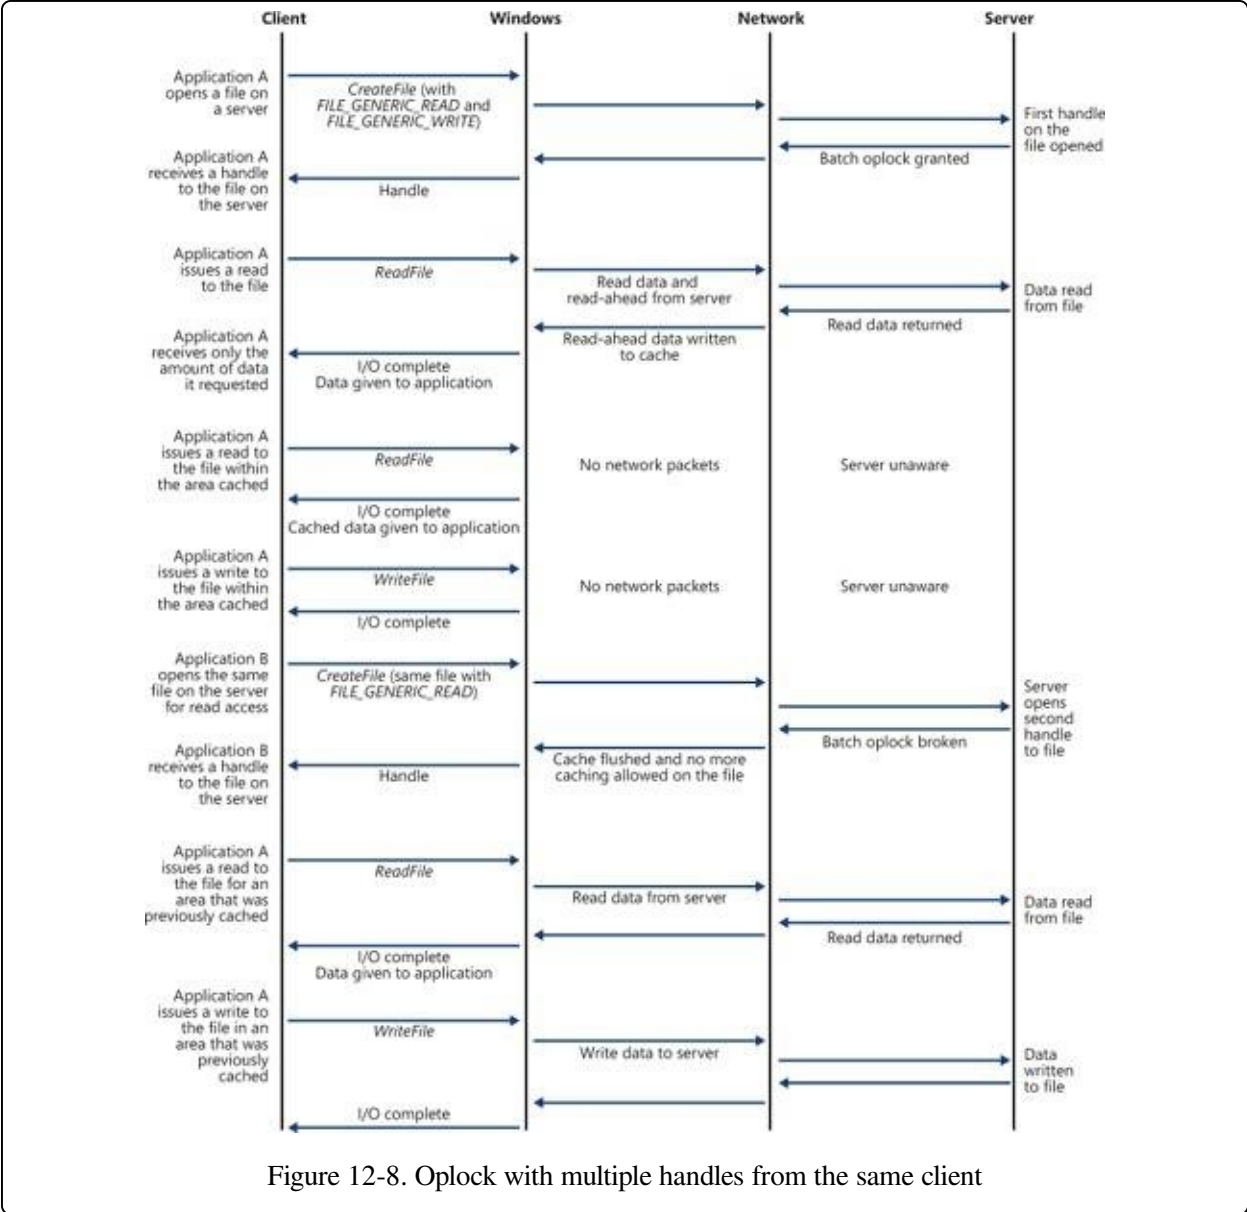 Client
Windows
Network
Server
Application A
opens a file on
a server
CreateFile (with
FILE_GENERIC_READ and
FILE_GENERIC_WRITE)
First handle
on the
file opened
Batch oplock granted
Application A
receives a handle
to the file on
the server
Handle
Application A
issues a read
to the file
ReadFile
Read data and
read-ahead from server
Data read
from file
Read data returned
Read-ahead data written
to cache
Application A
receives only the
amount of data
it requested
I/O complete
Data given to application
Application A
issues a read to
the file within
the area cached
ReadFile
No network packets
Server unaware
I/O complete
Cached data given to application
Application A
issues a write to
the file within
the area cached
WriteFile
No network packets
Server unaware
I/O complete
Application B
opens the same
file on the server
for read access
CreateFile (same file with
FILE_GENERIC_READ)
Server
opens
second
handle
to file
Batch oplock broken
Cache flushed and no more
caching allowed on the file
Application B
receives a handle
to the file on
the server
Handle
Application A
issues a read to
the file for an
area that was
previously cached
ReadFile
Read data from server
Data read
from file
Read data returned
I/O complete
Data given to application
Application A
issues a write to
the file in an
area that was
previously
cached
WriteFile
Write data to server
Data
written
to file
I/O complete
Figure 12-8. Oplock with multiple handles from the same client